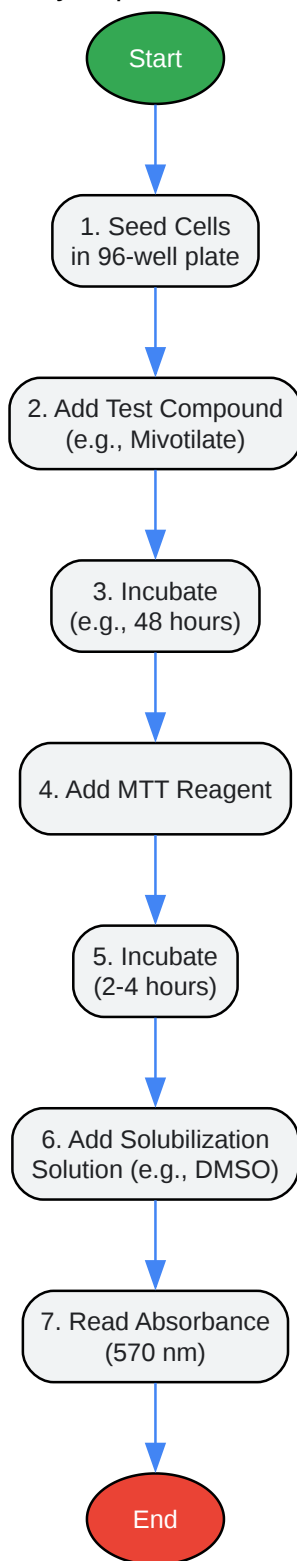 Start
1. Seed Cells
in 96-well plate
2. Add Test Compound
(e.g., Mivotilate)
3. Incubate
(e.g., 48 hours)
4. Add MTT Reagent
5. Incubate
(2-4 hours)
6. Add Solubilization
Solution (e.g., DMSO)
7. Read Absorbance
(570 nm)
End